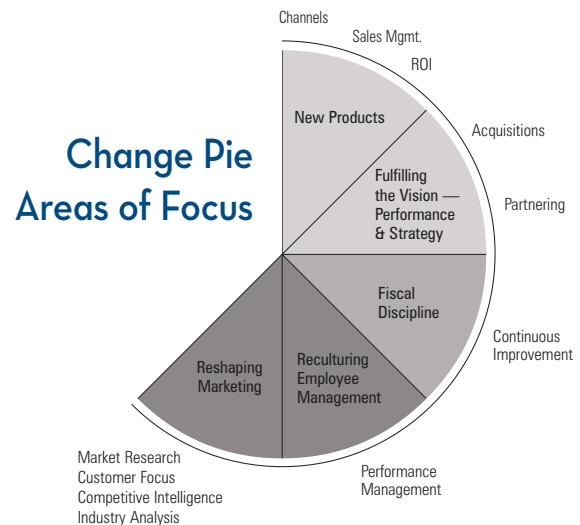 Change Pie
Areas of Focus
Channels
Sales Mgmt.
ROI
Acquisitions
Partnering
Continuous
Improvement
Performance
Management
Market Research
Customer Focus
Competitive Intelligence
Industry Analysis
New Products
Fulfilling
the Vision —
Performance
& Strategy
Fiscal
Discipline
Reculturing
Employee
Management
Reshaping
Marketing